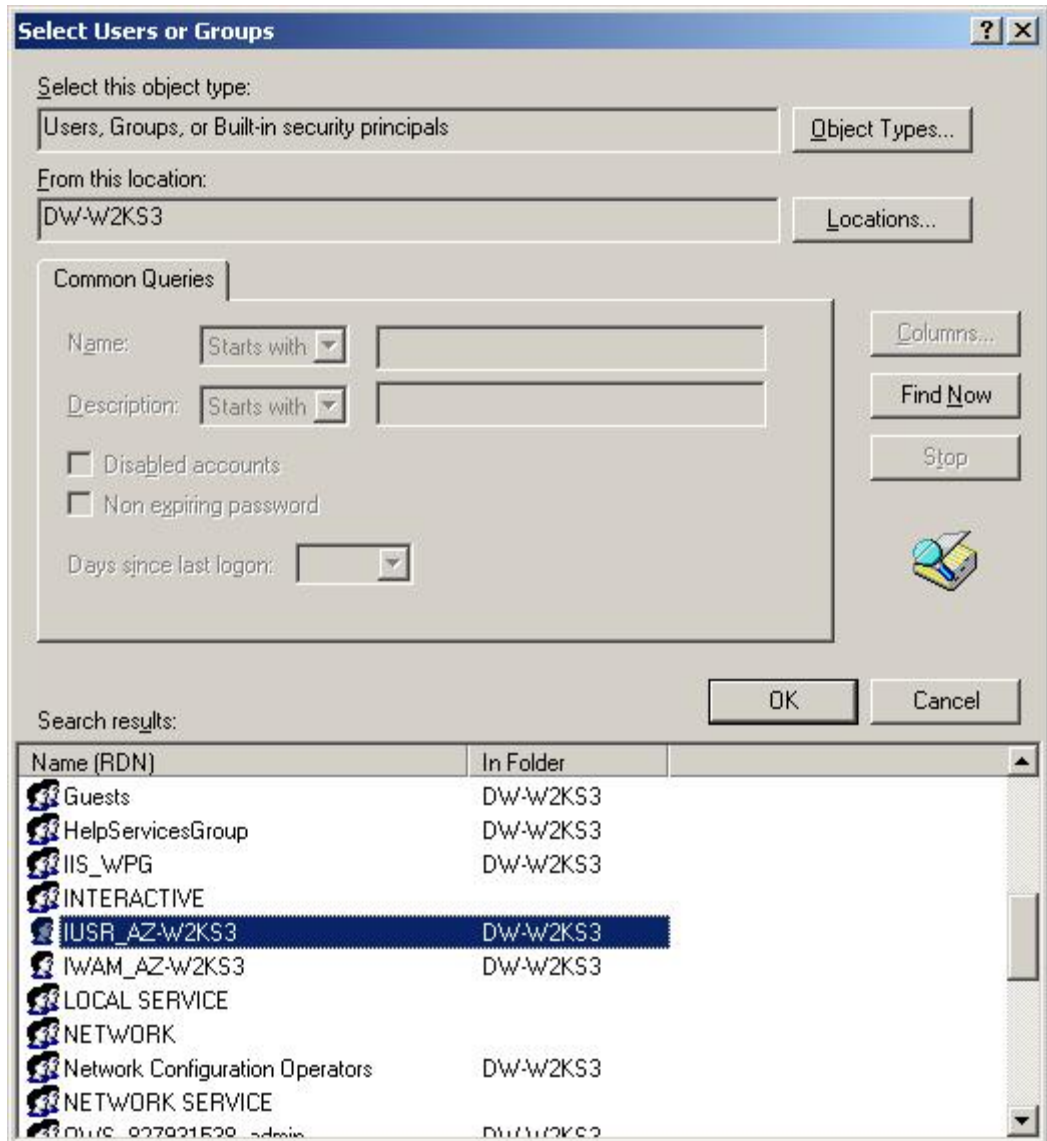 Select Users or Groups
Select this object type:
Users, Groups, or Built-in security principals
Object Types...
From this location:
DW-W2KS3
Locations...
Common Queries
Name:
Starts with
Columns...
Description:
Starts with
Find Now
Disabled accounts
Stop
Non expiring password
Days since last logon:
OK
Cancel
Search results:
Name (RDN) In Folder
Guests DW-W2KS3
HelpServicesGroup DW-W2KS3
IIS_WPG DW-W2KS3
INTERACTIVE
IUSR_AZ-W2KS3 DW-W2KS3
IWAM_AZ-W2KS3 DW-W2KS3
LOCAL SERVICE
NETWORK
Network Configuration Operators DW-W2KS3
NETWORK SERVICE